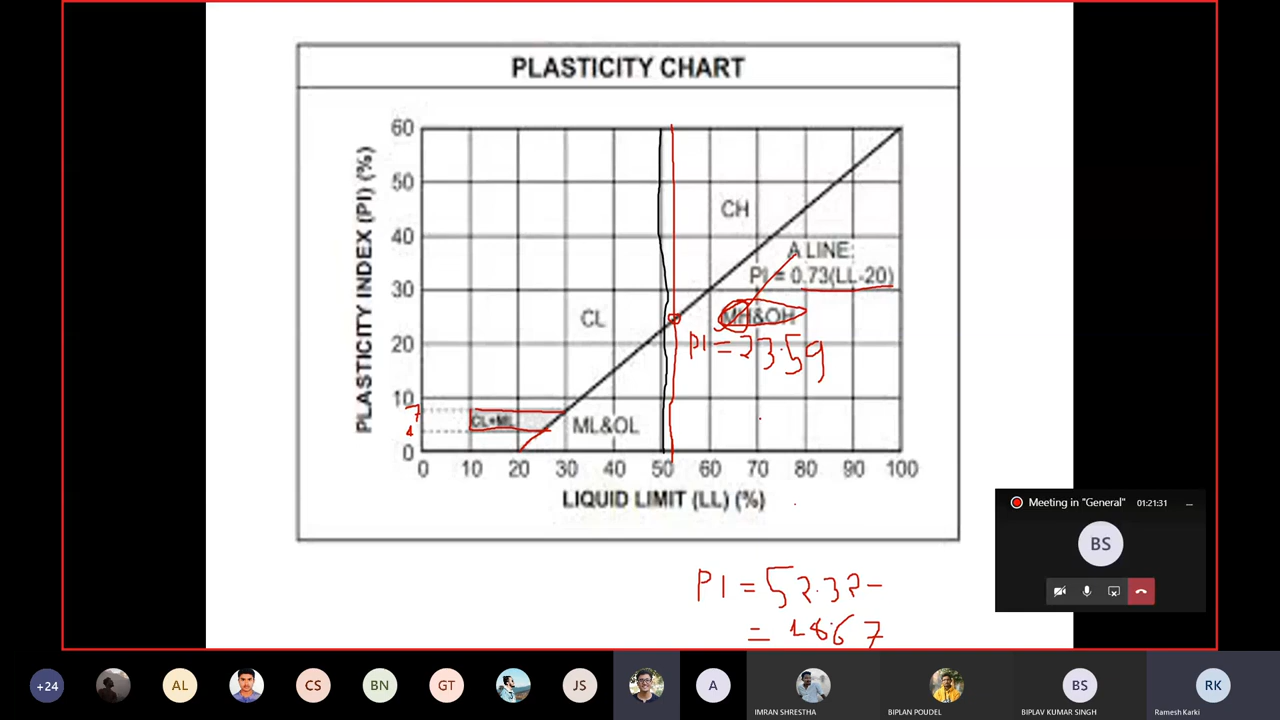 PLASTICITY CHART
PLASTICITY INDEX (PI) (%)
60
50
40
30
20
10
7
4
0
CH
A LINE:
PI = 0.73(LL-20)
CL
MH&OH
PI = 23.59
CL+ML
ML&OL
0 10 20 30 40 50 60 70 80 90 100
LIQUID LIMIT (LL) (%)
PI = 52.32 -
= 18.67
Meeting in "General" 01:21:31
BS
+24 AL CS BN GT JS A BS RK
IMRAN SHRESTHA BIPLAN POUDEL BIPLAV KUMAR SINGH Ramesh Karki